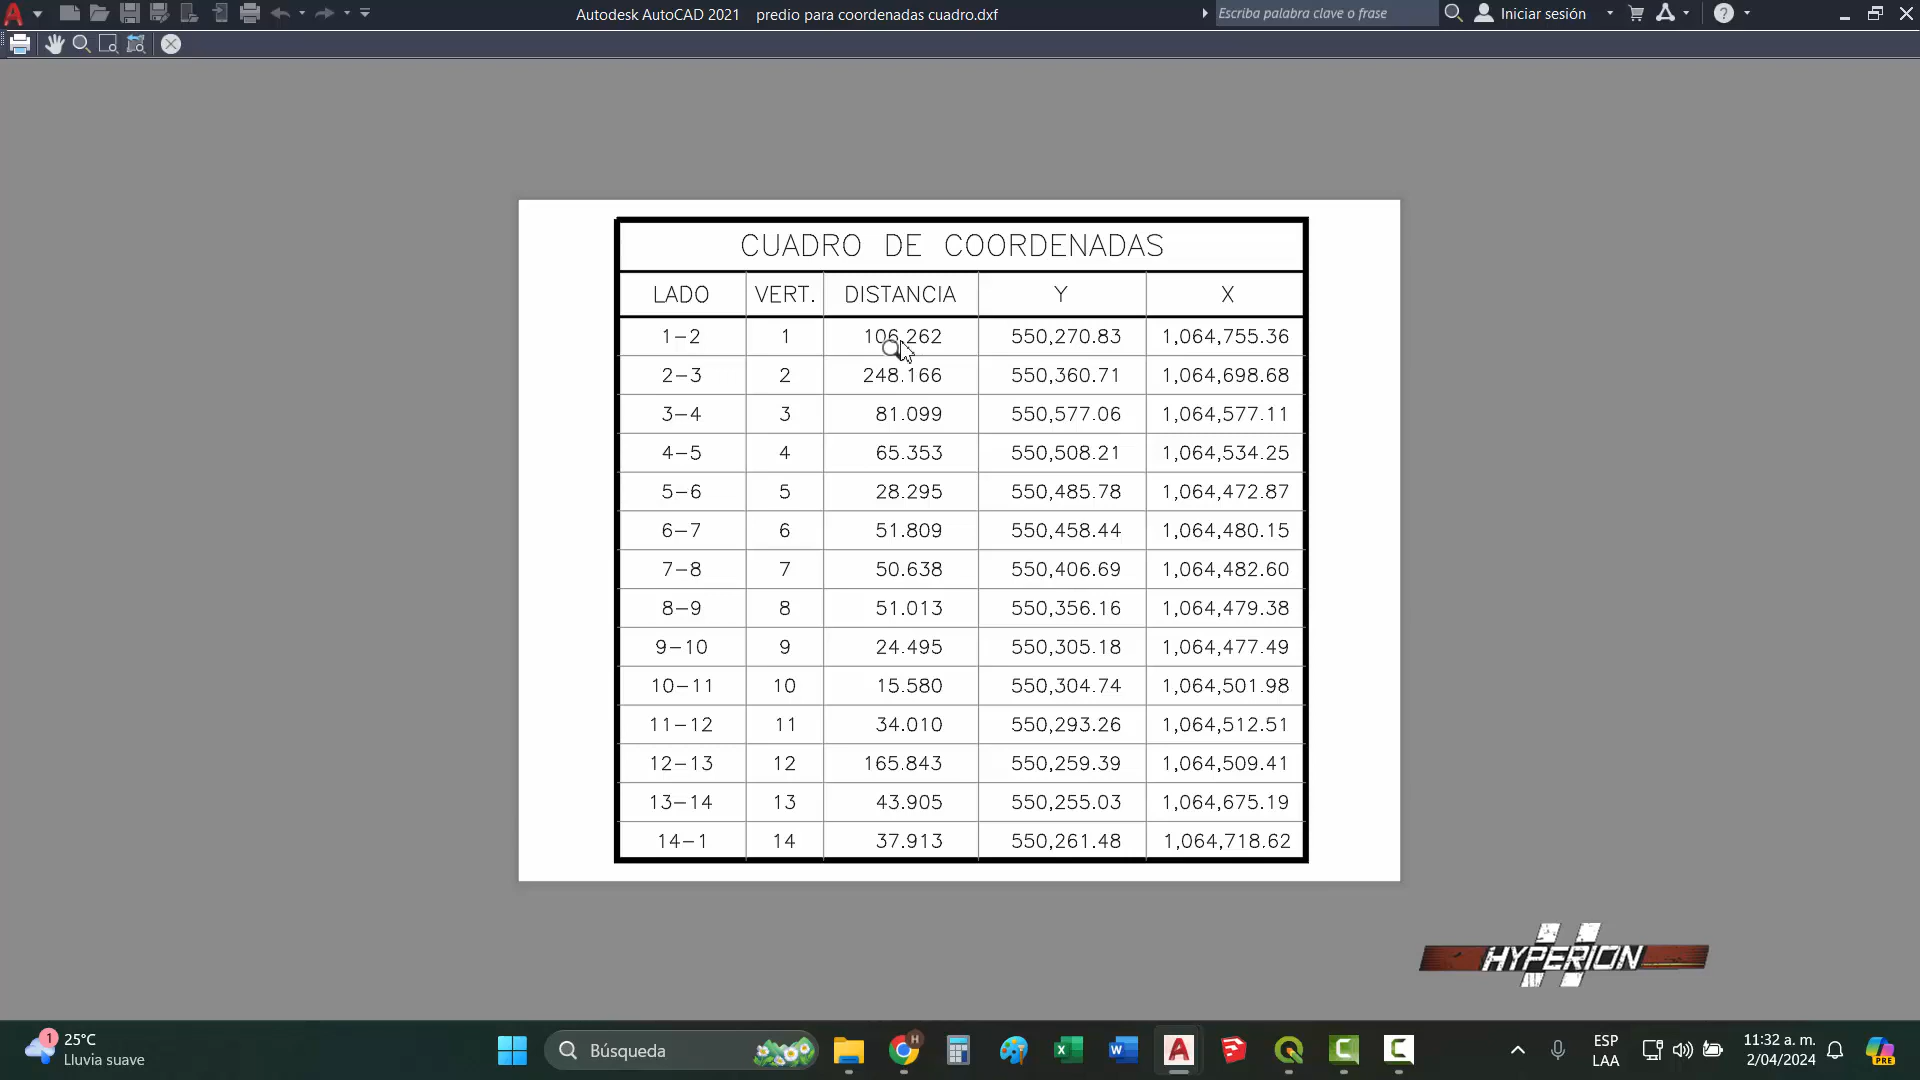 Autodesk AutoCAD 2021 predio para coordenadas cuadro.dxf
Escriba palabra clave o frase
Iniciar sesión
CUADRO DE COORDENADAS
LADO VERT. DISTANCIA Y X
1-2 1 106.262 550,270.83 1,064,755.36
2-3 2 248.166 550,360.71 1,064,698.68
3-4 3 81.099 550,577.06 1,064,577.11
4-5 4 65.353 550,508.21 1,064,534.25
5-6 5 28.295 550,485.78 1,064,472.87
6-7 6 51.809 550,458.44 1,064,480.15
7-8 7 50.638 550,406.69 1,064,482.60
8-9 8 51.013 550,356.16 1,064,479.38
9-10 9 24.495 550,305.18 1,064,477.49
10-11 10 15.580 550,304.74 1,064,501.98
11-12 11 34.010 550,293.26 1,064,512.51
12-13 12 165.843 550,259.39 1,064,509.41
13-14 13 43.905 550,255.03 1,064,675.19
14-1 14 37.913 550,261.48 1,064,718.62
HYPERION
1 25°C
Lluvia suave
Búsqueda
ESP
LAA
11:32 a. m.
2/04/2024
PRE